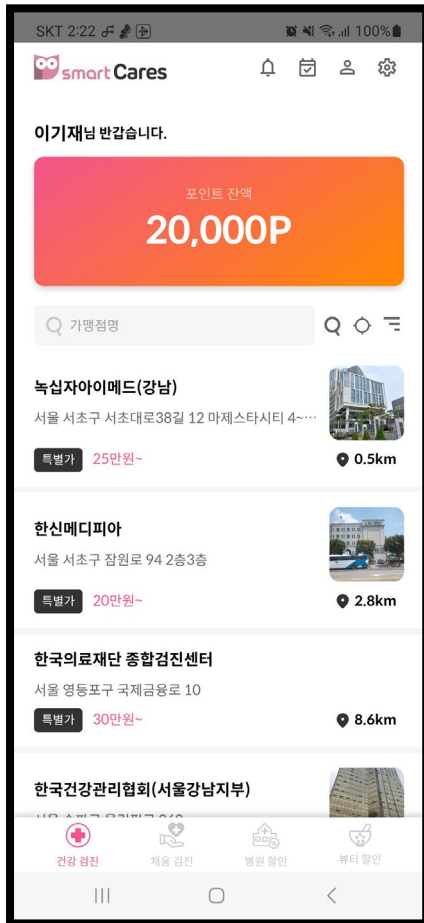 SKT 2:22
100%
smart Cares
이기재님 반갑습니다.
포인트 잔액
20,000P
가맹점명
녹십자아이메드(강남)
서울 서초구 서초대로38길 12 마제스타시티 4~···
특별가 25만원~
0.5km
한신메디피아
서울 서초구 잠원로 94 2층3층
특별가 20만원~
2.8km
한국의료재단 종합검진센터
서울 영등포구 국제금융로 10
특별가 30만원~
8.6km
한국건강관리협회(서울강남지부)
건강 검진
채용 검진
병원 할인
뷰티 할인